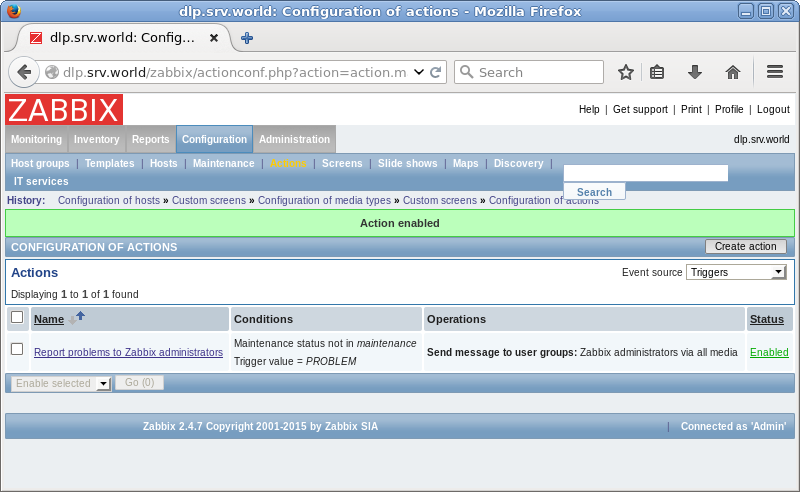 dlp.srv.world: Configuration of actions - Mozilla Firefox
dlp.srv.world: Config...
dlp.srv.world/zabbix/actionconf.php?action=action.m
Search
ZABBIX
Help | Get support | Print | Profile | Logout
Monitoring Inventory Reports Configuration Administration
dlp.srv.world
Host groups | Templates | Hosts | Maintenance | Actions | Screens | Slide shows | Maps | Discovery |
IT services
Search
History: Configuration of hosts » Custom screens » Configuration of media types » Custom screens » Configuration of actions
Action enabled
CONFIGURATION OF ACTIONS
Create action
Actions
Event source Triggers
Displaying 1 to 1 of 1 found
Name Conditions Operations Status
Report problems to Zabbix administrators
Maintenance status not in maintenance
Trigger value = PROBLEM
Send message to user groups: Zabbix administrators via all media
Enabled
Enable selected Go (0)
Zabbix 2.4.7 Copyright 2001-2015 by Zabbix SIA
| Connected as 'Admin'